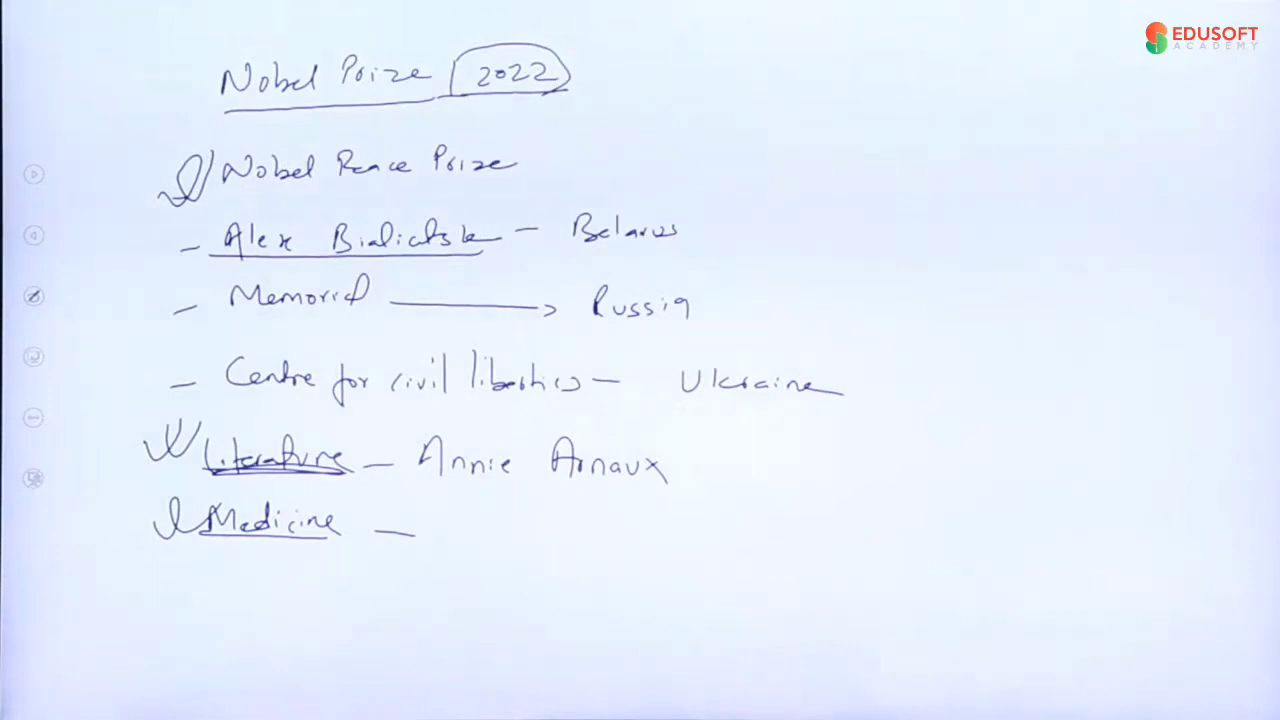 EDUSOFT
ACADEMY
Nobel Prize 2022
Nobel Peace Prize
- Alex Bialiatsk - Belarus
- Memorial → Russia
- Centre for civil liberties - Ukraine
Literature - Annie Arnaux
Medicine -